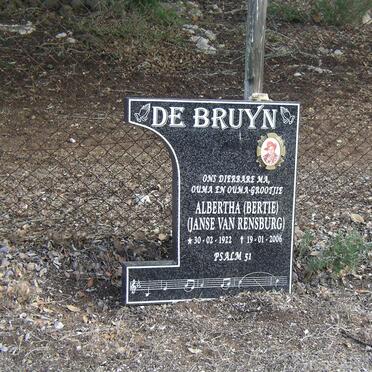 DE BRUYN
ONS DIERBARE MA,
OUMA EN OUMA-GROOTJIE
ALBERTHA (BERTIE)
(JANSE VAN RENSBURG)
* 30 - 02 - 1922 † 19 - 01 - 2006
PSALM 51